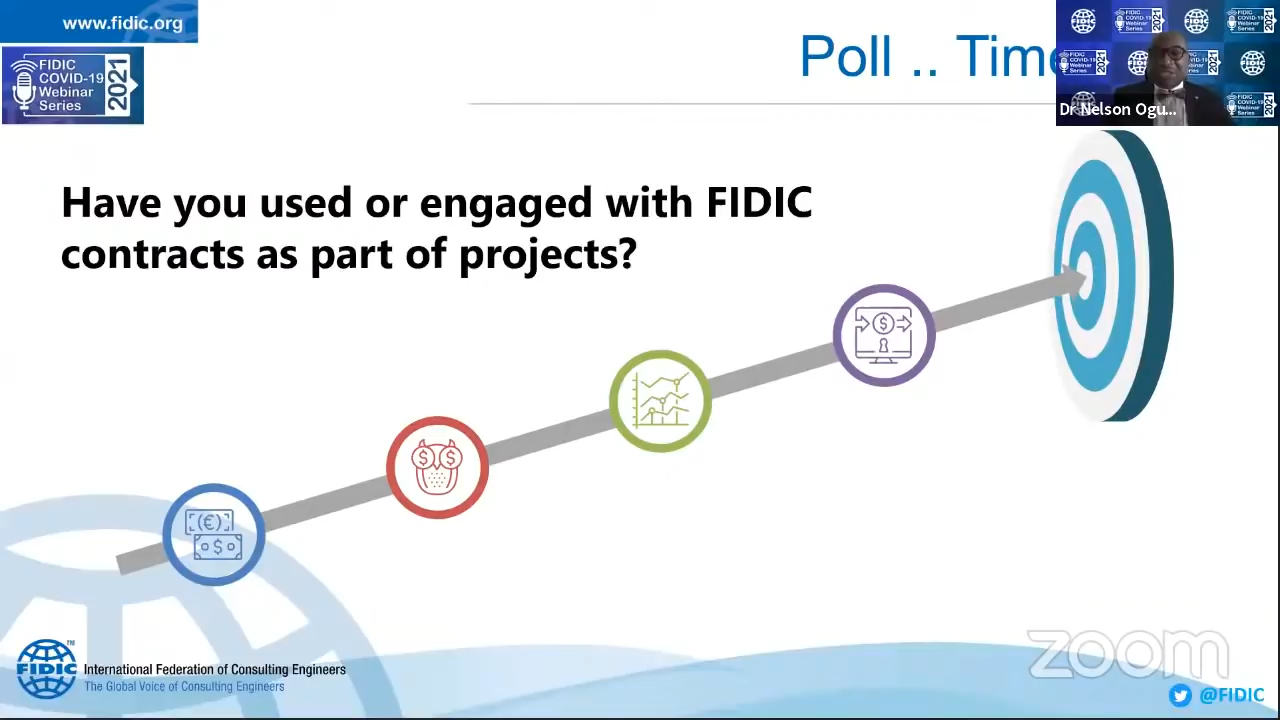 www.fidic.org
FIDIC
COVID-19
Webinar
Series
2021
Poll .. Time
Dr Nelson Ogu...
Have you used or engaged with FIDIC
contracts as part of projects?
FIDIC
TM
International Federation of Consulting Engineers
The Global Voice of Consulting Engineers
zoom
@FIDIC